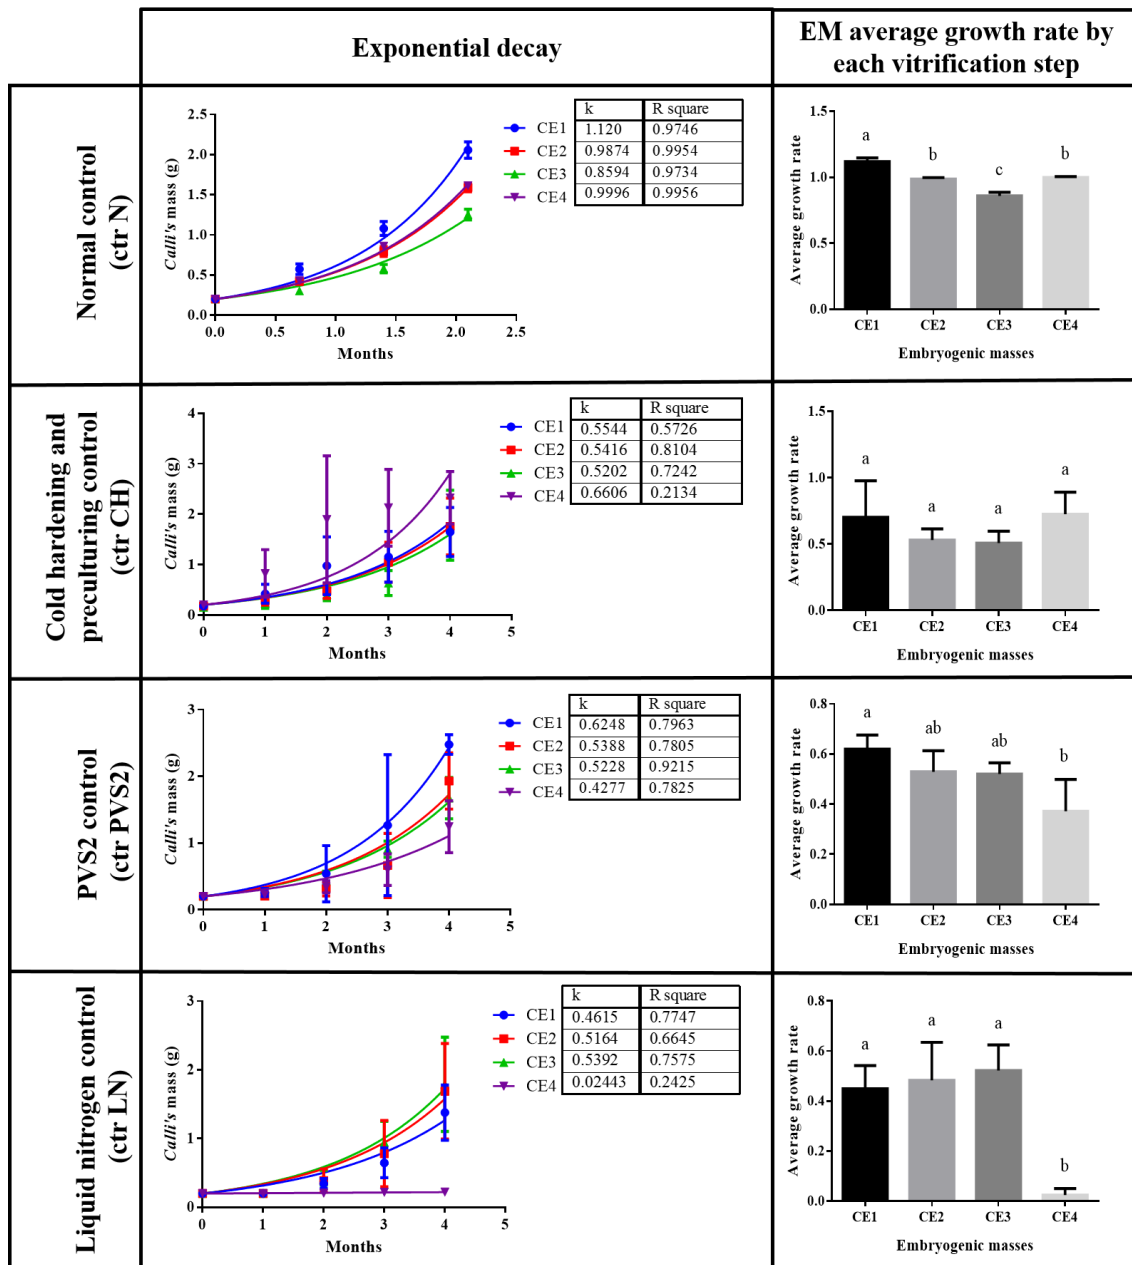 Exponential decay
EM average growth rate by
each vitrification step
Normal control
(ctr N)
Calli's mass (g)
2.5
2.0
1.5
1.0
0.5
0.0
0.0 0.5 1.0 1.5 2.0 2.5
Months
CE1
CE2
CE3
CE4
k R square
1.120 0.9746
0.9874 0.9954
0.8594 0.9734
0.9996 0.9956
Average growth rate
1.5
1.0
0.5
0.0
a b c b
CE1 CE2 CE3 CE4
Embryogenic masses
Cold hardening and
preculturing control
(ctr CH)
Calli's mass (g)
4
3
2
1
0
0 1 2 3 4 5
Months
CE1
CE2
CE3
CE4
k R square
0.5544 0.5726
0.5416 0.8104
0.5202 0.7242
0.6606 0.2134
Average growth rate
1.5
1.0
0.5
0.0
a a a a
CE1 CE2 CE3 CE4
Embryogenic masses
PVS2 control
(ctr PVS2)
Calli's mass (g)
3
2
1
0
0 1 2 3 4 5
Months
CE1
CE2
CE3
CE4
k R square
0.6248 0.7963
0.5388 0.7805
0.5228 0.9215
0.4277 0.7825
Average growth rate
0.8
0.6
0.4
0.2
0.0
a ab ab b
CE1 CE2 CE3 CE4
Embryogenic masses
Liquid nitrogen control
(ctr LN)
Calli's mass (g)
3
2
1
0
0 1 2 3 4 5
Months
CE1
CE2
CE3
CE4
k R square
0.4615 0.7747
0.5164 0.6645
0.5392 0.7575
0.02443 0.2425
Average growth rate
0.8
0.6
0.4
0.2
0.0
a a a b
CE1 CE2 CE3 CE4
Embryogenic masses